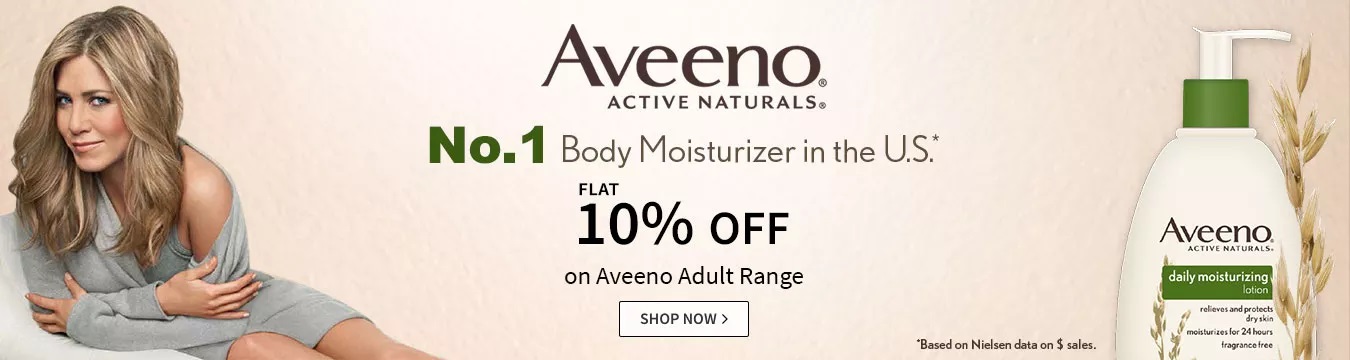 Aveeno®
ACTIVE NATURALS®
No.1 Body Moisturizer in the U.S.*
FLAT
10% OFF
on Aveeno Adult Range
SHOP NOW >
*Based on Nielsen data on $ sales.
Aveeno®
ACTIVE NATURALS®
daily moisturizing
lotion
relieves and protects
dry skin
moisturizes for 24 hours
fragrance free